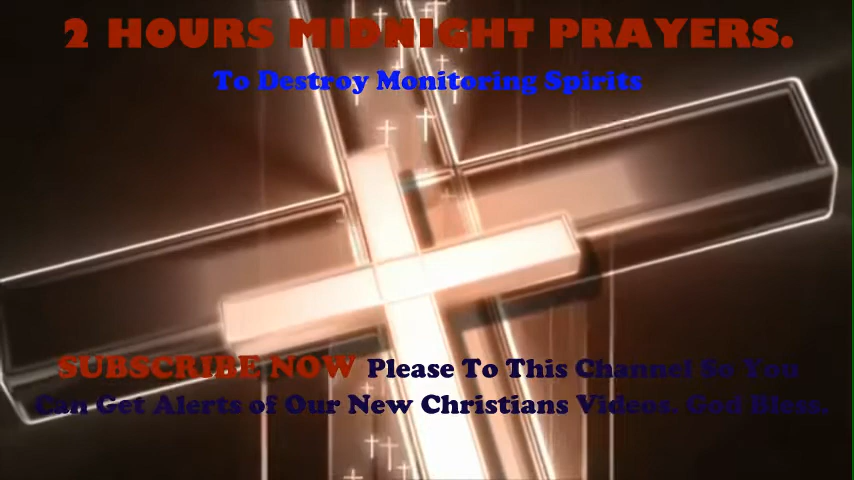 2 HOURS MIDNIGHT PRAYERS.
To Destroy Monitoring Spirits
SUBSCRIBE NOW Please To This Channel So You
Can Get Alerts of Our New Christians Videos. God Bless.